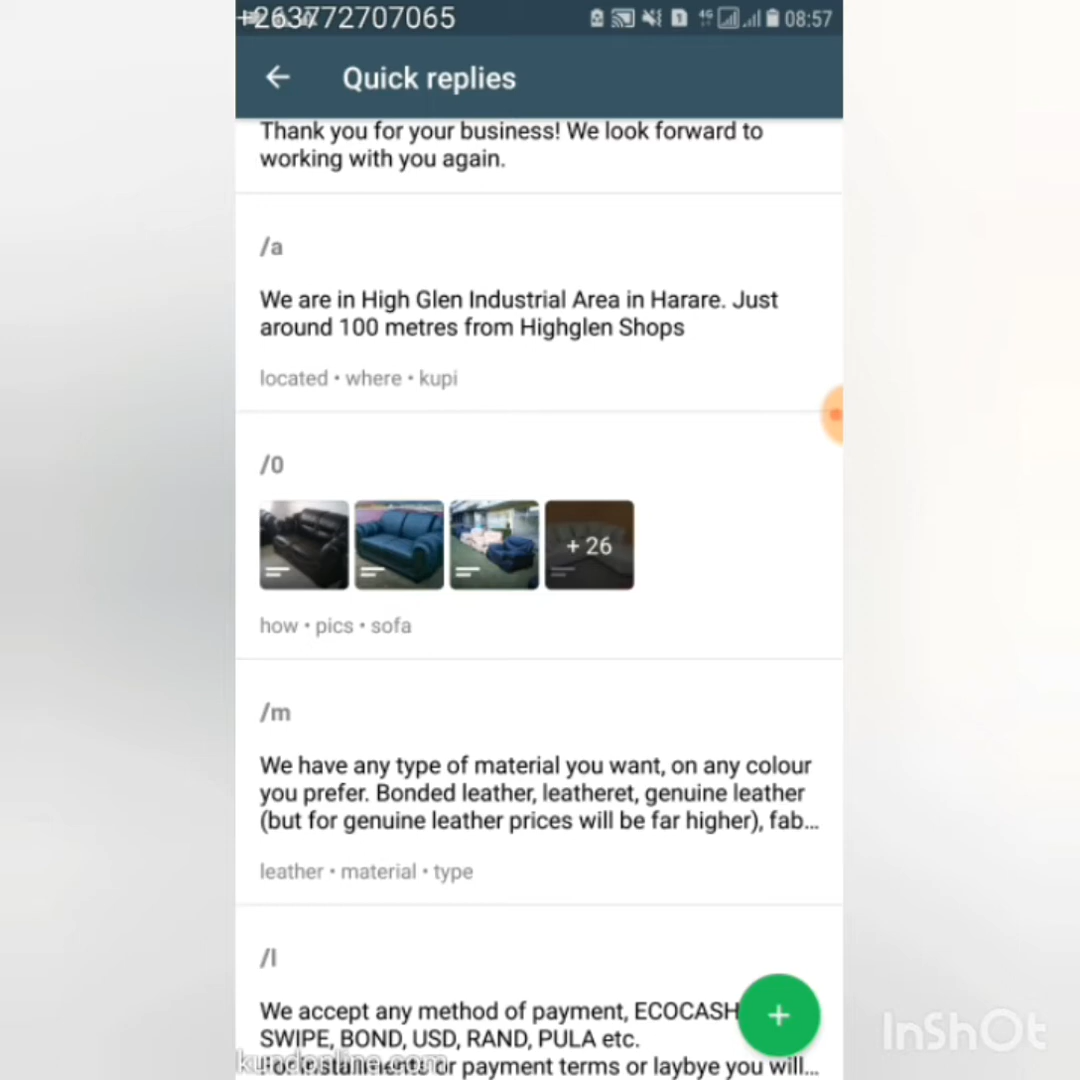 +263772707065
08:57
Quick replies
Thank you for your business! We look forward to
working with you again.
/a
We are in High Glen Industrial Area in Harare. Just
around 100 metres from Highglen Shops
located • where • kupi
/0
+ 26
how • pics • sofa
/m
We have any type of material you want, on any colour
you prefer. Bonded leather, leatheret, genuine leather
(but for genuine leather prices will be far higher), fab...
leather • material • type
/l
We accept any method of payment, ECOCASH
SWIPE, BOND, USD, RAND, PULA etc.
For Installments or payment terms or laybye you will...
+
InShOt